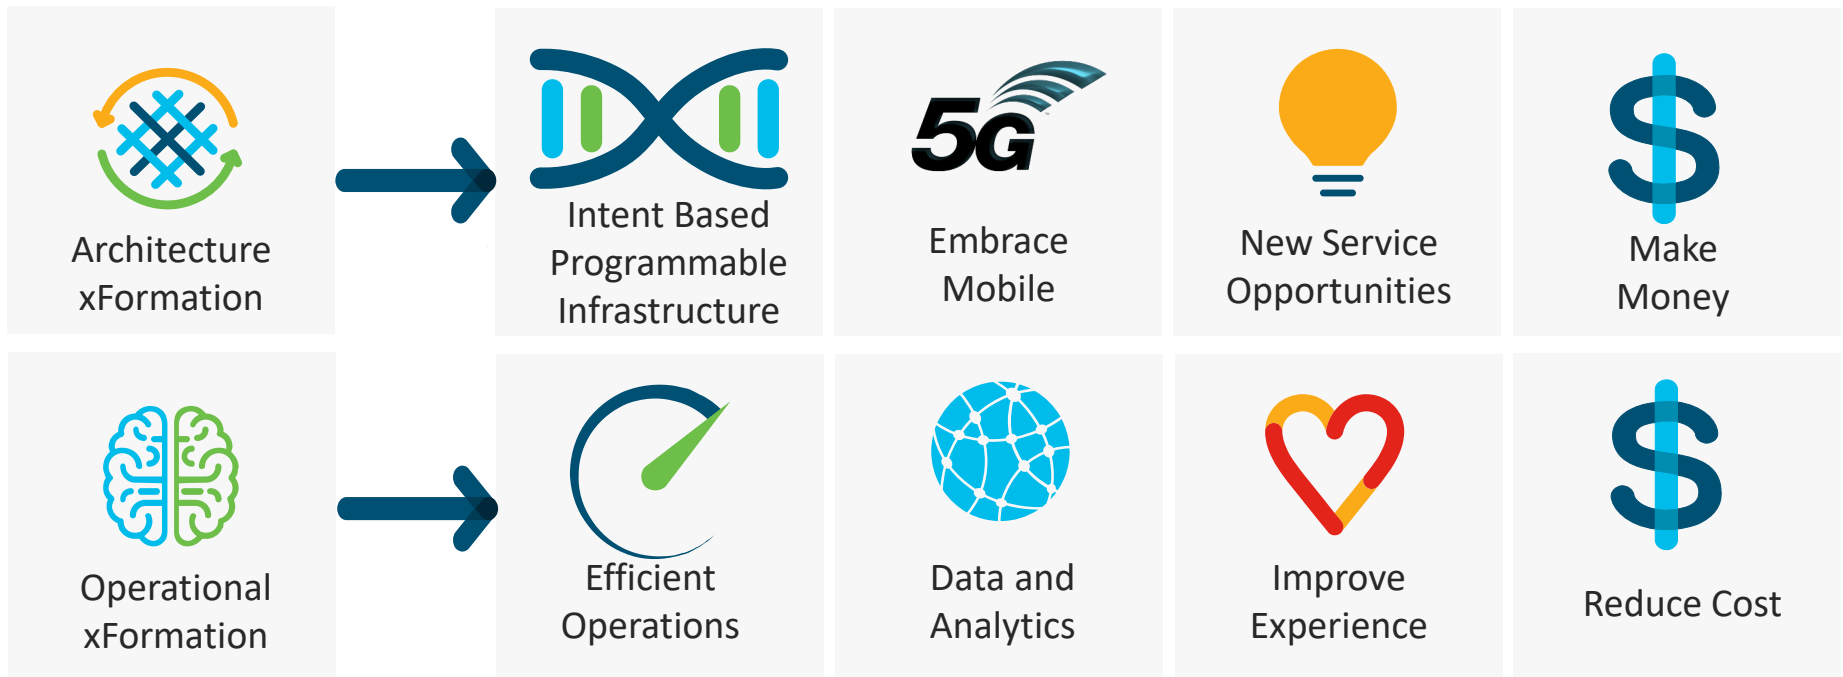 Architecture
xFormation
Intent Based
Programmable
Infrastructure
5G
Embrace
Mobile
New Service
Opportunities
Make
Money
Operational
xFormation
Efficient
Operations
Data and
Analytics
Improve
Experience
Reduce Cost